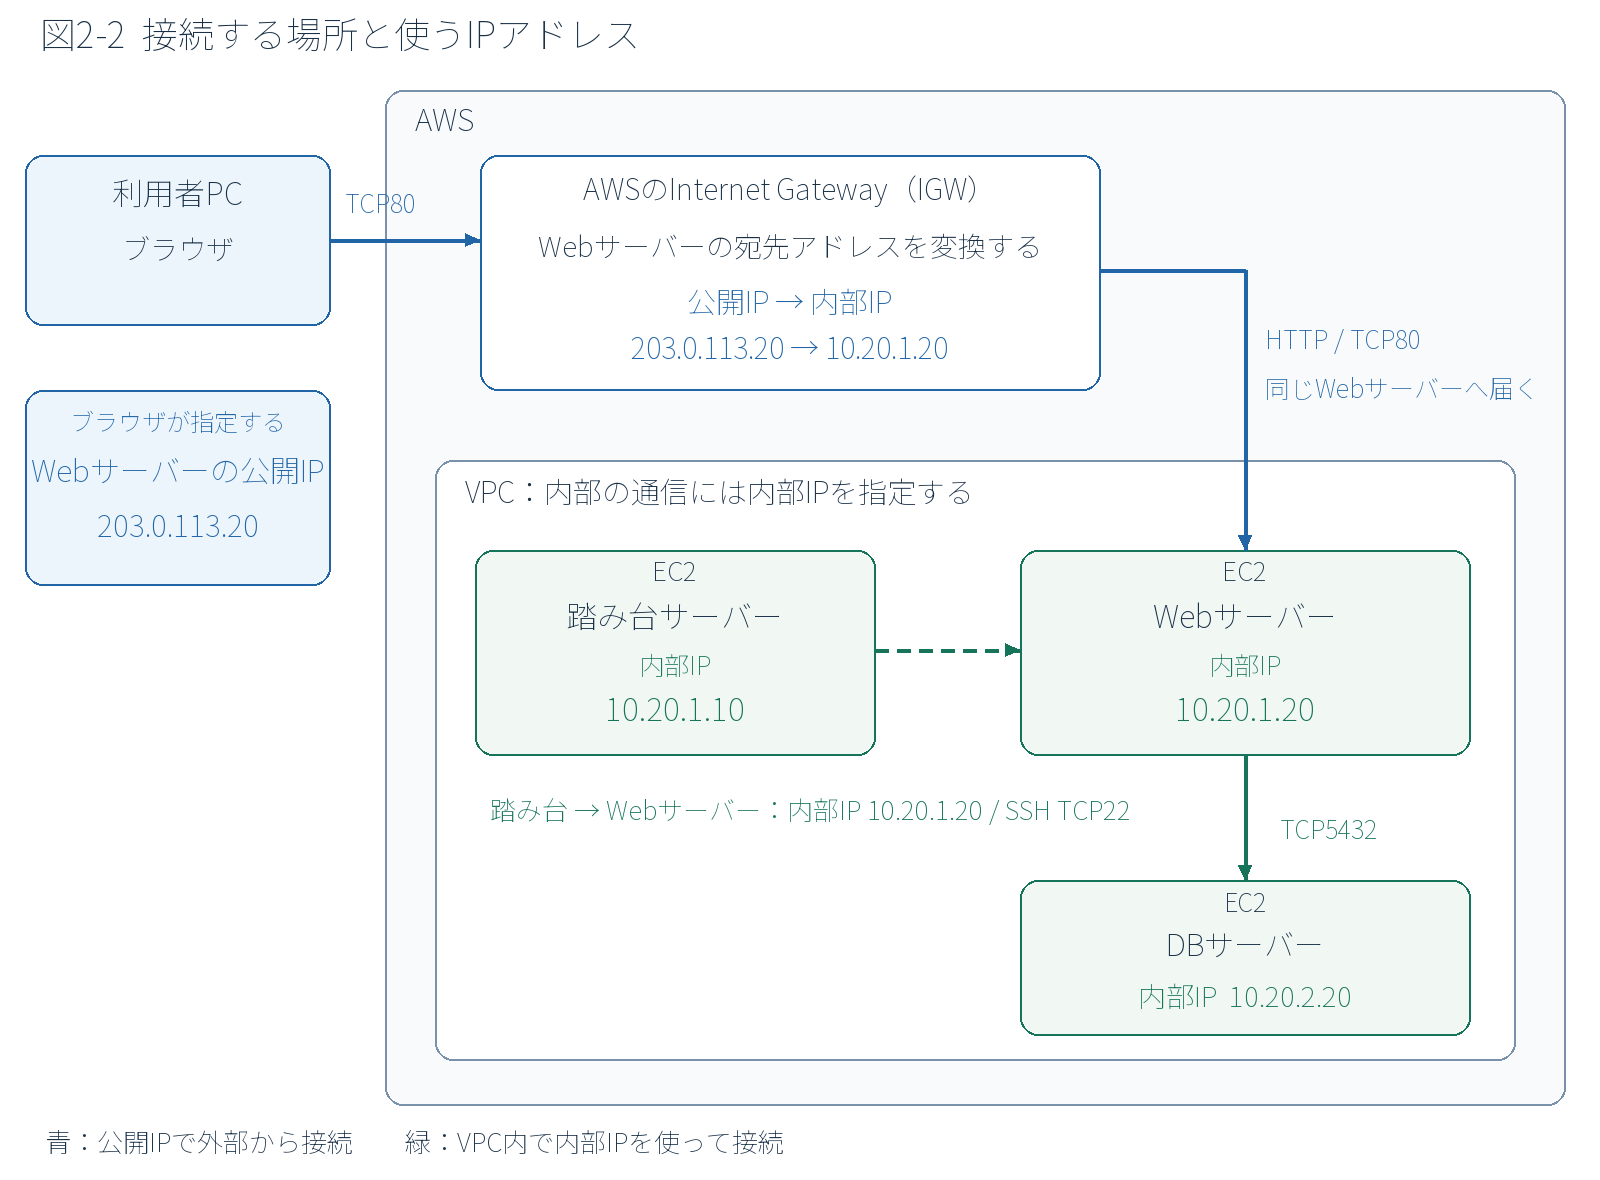 図2-2 接続する場所と使うIPアドレス
AWS
利用者PC
ブラウザ
TCP80
AWSのInternet Gateway（IGW）
Webサーバーの宛先アドレスを変換する
公開IP → 内部IP
203.0.113.20 → 10.20.1.20
HTTP / TCP80
同じWebサーバーへ届く
ブラウザが指定する
Webサーバーの公開IP
203.0.113.20
VPC：内部の通信には内部IPを指定する
EC2
踏み台サーバー
内部IP
10.20.1.10
EC2
Webサーバー
内部IP
10.20.1.20
踏み台 → Webサーバー：内部IP 10.20.1.20 / SSH TCP22
TCP5432
EC2
DBサーバー
内部IP 10.20.2.20
青：公開IPで外部から接続 緑：VPC内で内部IPを使って接続